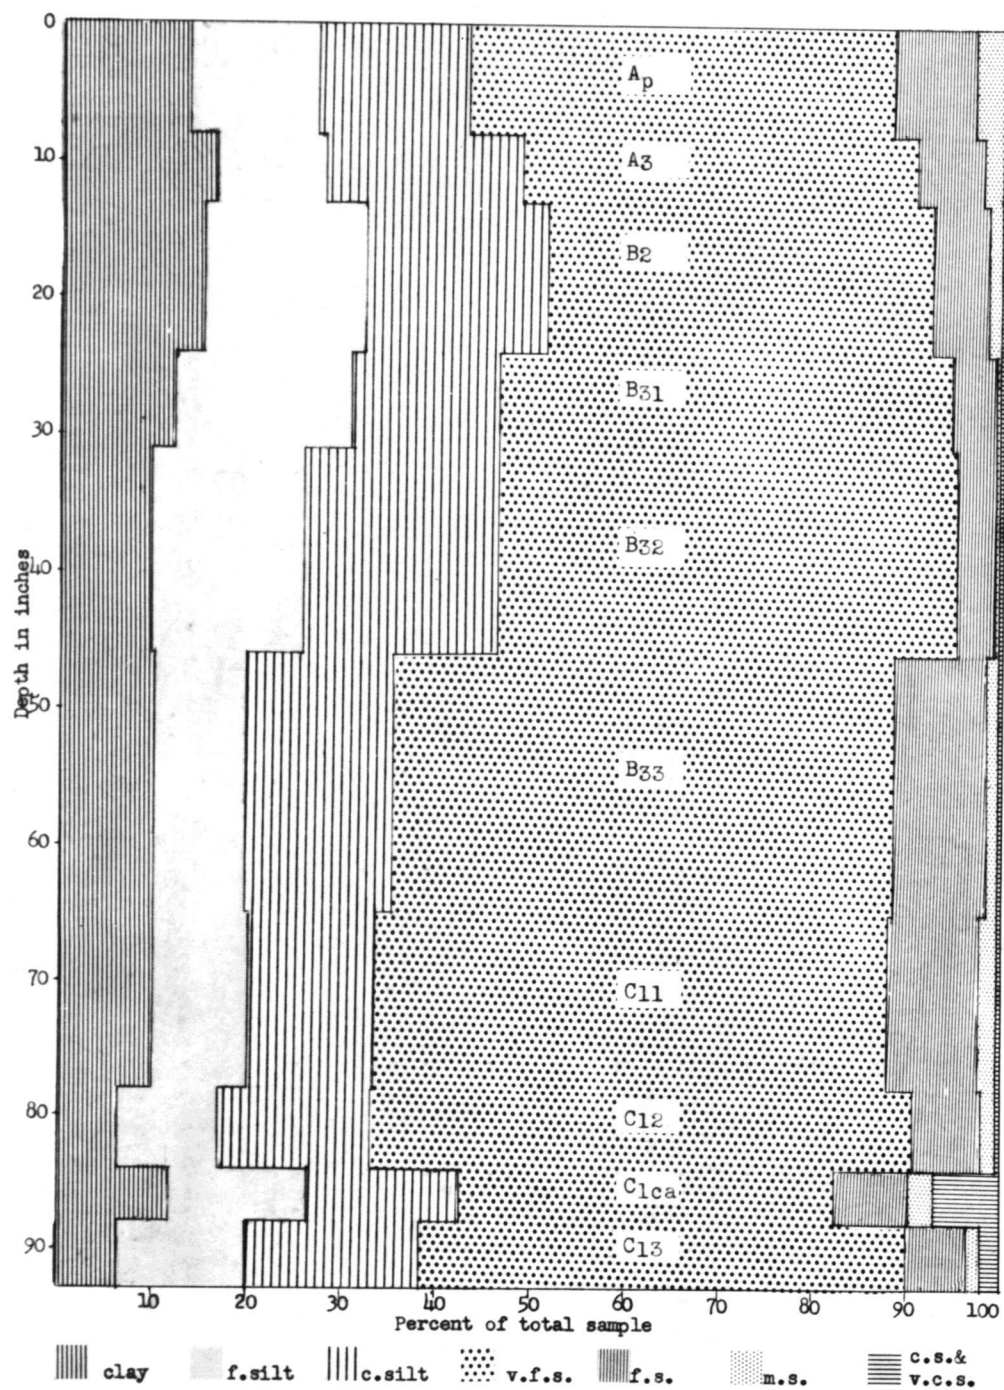 0
10
20
30
40
50
60
70
80
90
Depth in inches
Ap
A3
B2
B31
B32
B33
C11
C12
C1ca
C13
10 20 30 40 50 60 70 80 90 100
Percent of total sample
clay f.silt c.silt v.f.s. f.s. m.s. c.s.& v.c.s.